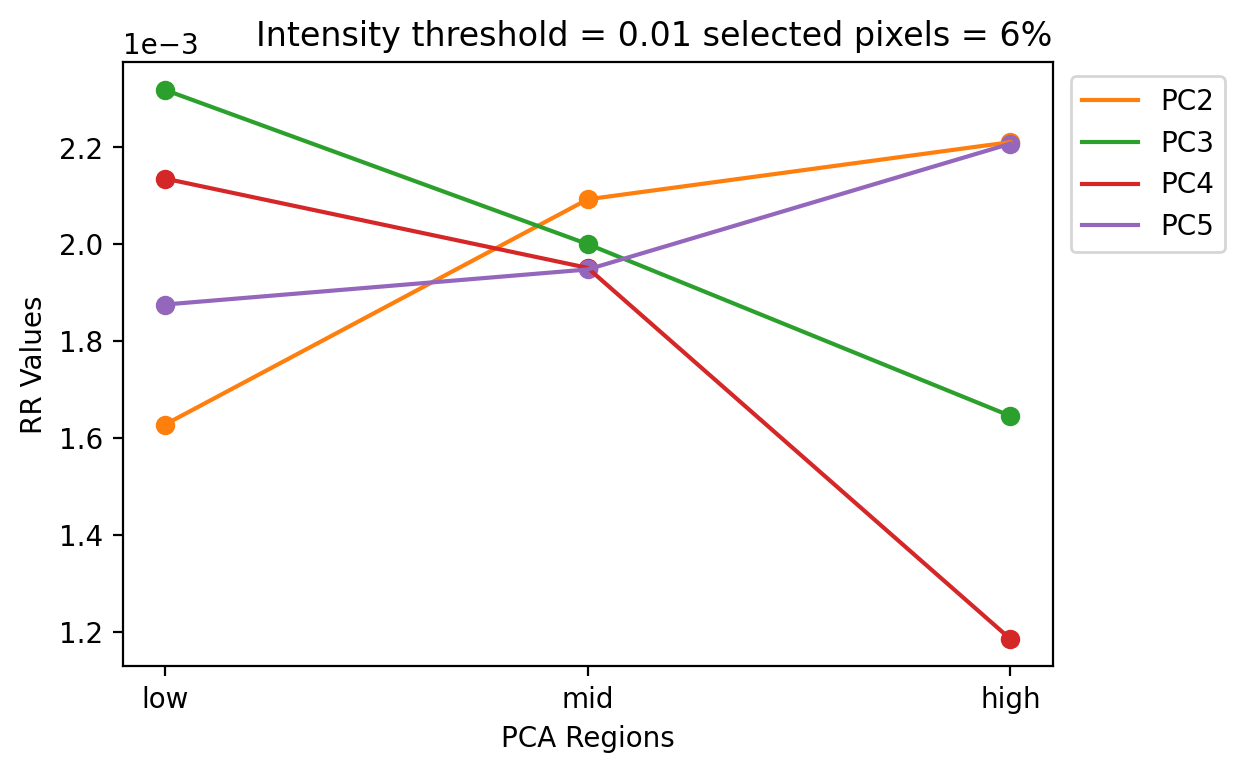 Intensity threshold = 0.01 selected pixels = 6%
1e−3
2.2
2.0
1.8
1.6
1.4
1.2
RR Values
low mid high
PCA Regions
PC2
PC3
PC4
PC5